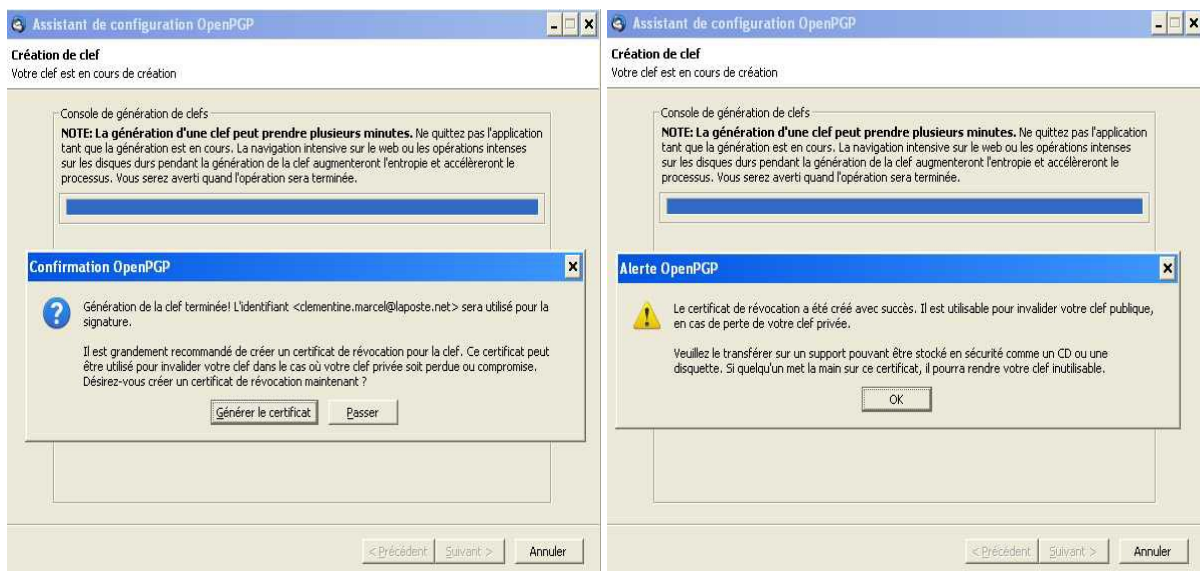 Assistant de configuration OpenPGP
Création de clef
Votre clef est en cours de création
Console de génération de clefs
NOTE: La génération d'une clef peut prendre plusieurs minutes. Ne quittez pas l'application
tant que la génération est en cours. La navigation intensive sur le web ou les opérations intenses
sur les disques durs pendant la génération de la clef augmenteront l'entropie et accélèreront le
processus. Vous serez averti quand l'opération sera terminée.
Confirmation OpenPGP
Génération de la clef terminée! L'identifiant <clementine.marcel@laposte.net> sera utilisé pour la
signature.
Il est grandement recommandé de créer un certificat de révocation pour la clef. Ce certificat peut
être utilisé pour invalider votre clef dans le cas où votre clef privée soit perdue ou compromise.
Désirez-vous créer un certificat de révocation maintenant ?
Générer le certificat
Passer
< Précédent
Suivant >
Annuler
Assistant de configuration OpenPGP
Création de clef
Votre clef est en cours de création
Console de génération de clefs
NOTE: La génération d'une clef peut prendre plusieurs minutes. Ne quittez pas l'application
tant que la génération est en cours. La navigation intensive sur le web ou les opérations intenses
sur les disques durs pendant la génération de la clef augmenteront l'entropie et accélèreront le
processus. Vous serez averti quand l'opération sera terminée.
Alerte OpenPGP
Le certificat de révocation a été créé avec succès. Il est utilisable pour invalider votre clef publique,
en cas de perte de votre clef privée.
Veuillez le transférer sur un support pouvant être stocké en sécurité comme un CD ou une
disquette. Si quelqu'un met la main sur ce certificat, il pourra rendre votre clef inutilisable.
OK
< Précédent
Suivant >
Annuler